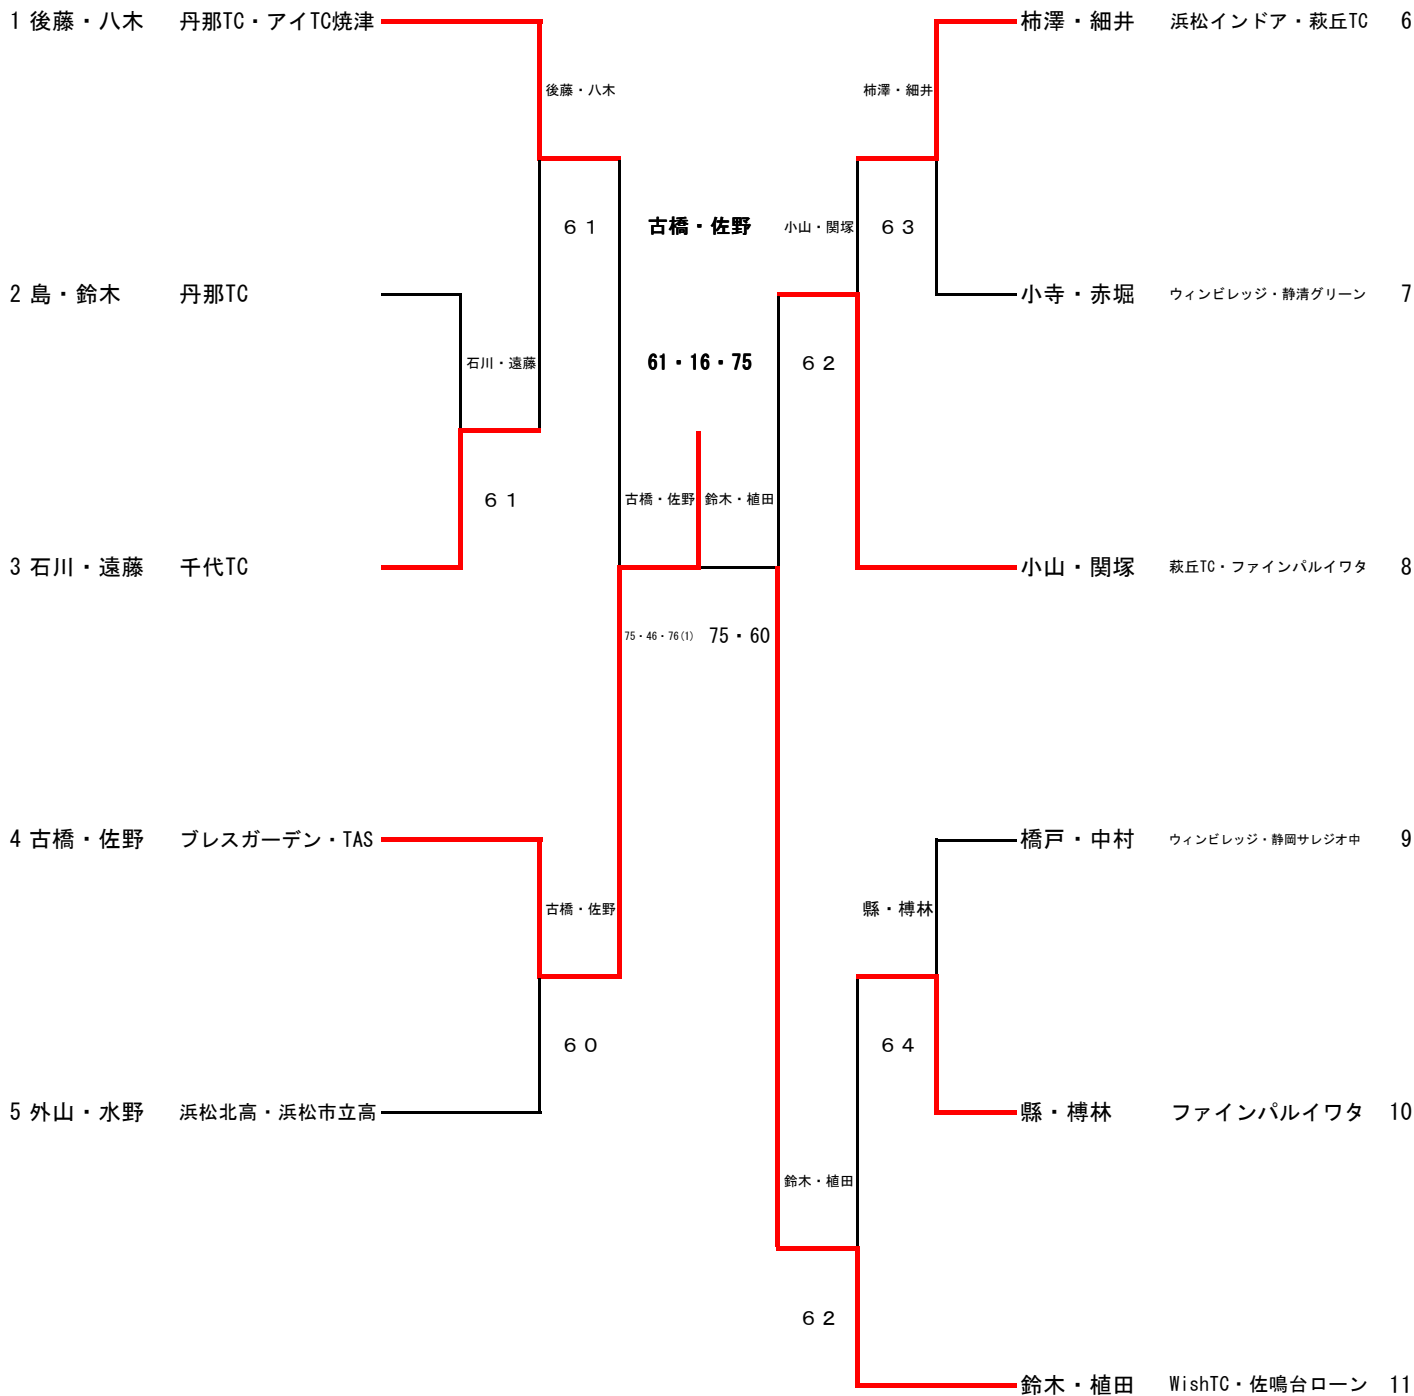 1 後藤・八木 丹那TC・アイTC焼津
柿澤・細井 浜松インドア・萩丘TC 6
後藤・八木
柿澤・細井
61
古橋・佐野
小山・関塚
63
2 島・鈴木 丹那TC
小寺・赤堀 ウィンビレッジ・静清グリーン 7
石川・遠藤
61・16・75
62
61
古橋・佐野
鈴木・植田
3 石川・遠藤 千代TC
小山・関塚 萩丘TC・ファインパルイワタ 8
75・46・76(1)
75・60
4 古橋・佐野 ブレスガーデン・TAS
橋戸・中村 ウィンビレッジ・静岡サレジオ中 9
古橋・佐野
縣・榑林
60
64
5 外山・水野 浜松北高・浜松市立高
縣・榑林 ファインパルイワタ 10
鈴木・植田
62
鈴木・植田 WishTC・佐鳴台ローン 11